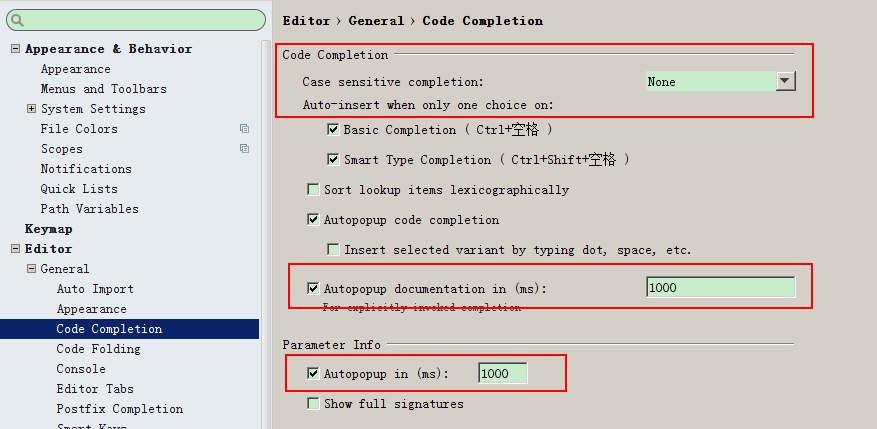 Appearance & Behavior
Appearance
Menus and Toolbars
System Settings
File Colors
Scopes
Notifications
Quick Lists
Path Variables
Keymap
Editor
General
Auto Import
Appearance
Code Completion
Code Folding
Console
Editor Tabs
Postfix Completion
Smart Keys
Editor › General › Code Completion
Code Completion
Case sensitive completion: None
Auto-insert when only one choice on:
Basic Completion ( Ctrl+空格 )
Smart Type Completion ( Ctrl+Shift+空格 )
Sort lookup items lexicographically
Autopopup code completion
Insert selected variant by typing dot, space, etc.
Autopopup documentation in (ms): 1000
For explicitly invoked completion
Parameter Info
Autopopup in (ms): 1000
Show full signatures